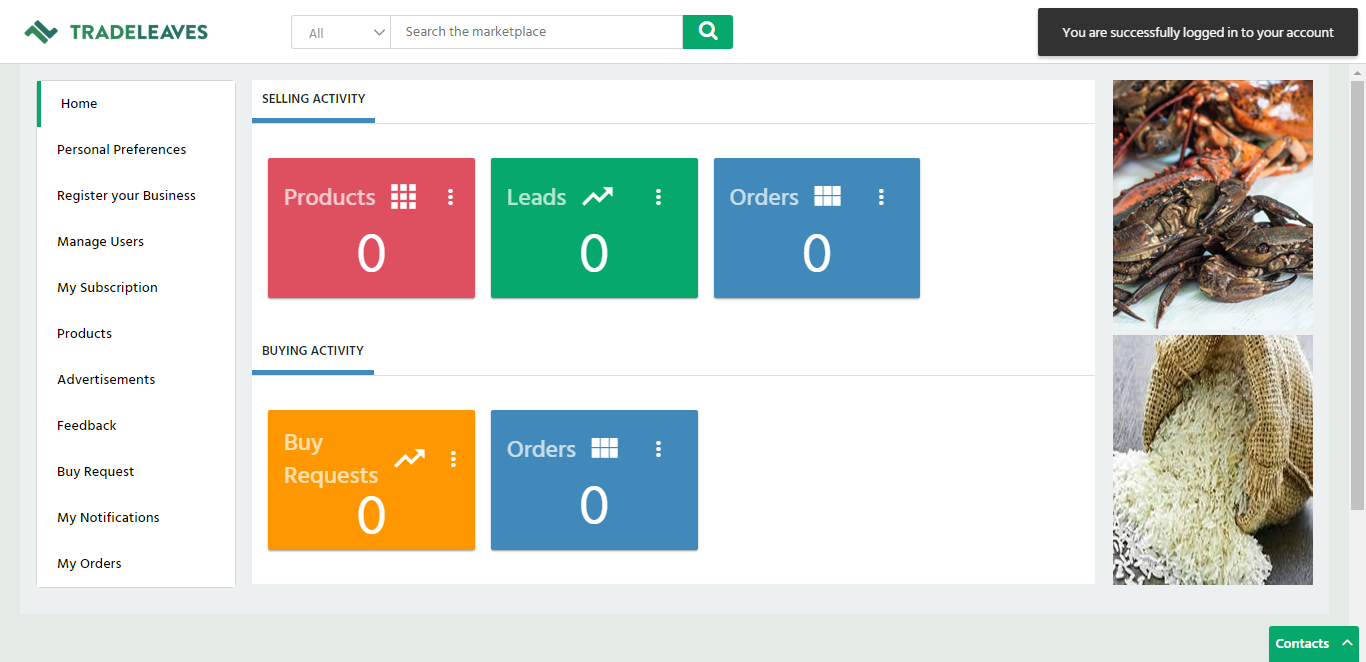 TRADELEAVES
All
Search the marketplace
You are successfully logged in to your account
Home
Personal Preferences
Register your Business
Manage Users
My Subscription
Products
Advertisements
Feedback
Buy Request
My Notifications
My Orders
SELLING ACTIVITY
Products
0
Leads
0
Orders
0
BUYING ACTIVITY
Buy
Requests
0
Orders
0
Contacts